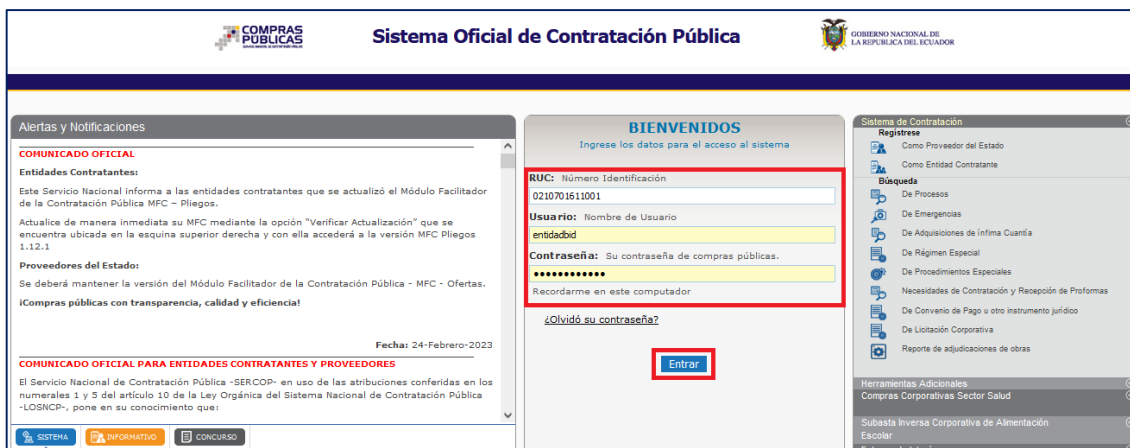 COMPRAS
PÚBLICAS
Sistema Oficial de Contratación Pública
GOBIERNO NACIONAL DE
LA REPUBLICA DEL ECUADOR
Alertas y Notificaciones
COMUNICADO OFICIAL
Entidades Contratantes:
Este Servicio Nacional informa a las entidades contratantes que se actualizó el Módulo Facilitador
de la Contratación Pública MFC – Pliegos.
Actualice de manera inmediata su MFC mediante la opción "Verificar Actualización" que se
encuentra ubicada en la esquina superior derecha y con ella accederá a la versión MFC Pliegos
1.12.1
Proveedores del Estado:
Se deberá mantener la versión del Módulo Facilitador de la Contratación Pública - MFC - Ofertas.
¡Compras públicas con transparencia, calidad y eficiencia!
Fecha: 24-Febrero-2023
COMUNICADO OFICIAL PARA ENTIDADES CONTRATANTES Y PROVEEDORES
El Servicio Nacional de Contratación Pública -SERCOP- en uso de las atribuciones conferidas en los
numerales 1 y 5 del artículo 10 de la Ley Orgánica del Sistema Nacional de Contratación Pública
-LOSNCP-, pone en su conocimiento que:
SISTEMA
INFORMATIVO
CONCURSO
BIENVENIDOS
Ingrese los datos para el acceso al sistema
RUC: Número Identificación
0210701611001
Usuario: Nombre de Usuario
entidadbid
Contraseña: Su contraseña de compras públicas.
●●●●●●●●●●●●
Recordarme en este computador
¿Olvidó su contraseña?
Entrar
Sistema de Contratación
Regístrese
Como Proveedor del Estado
Como Entidad Contratante
Búsqueda
De Procesos
De Emergencias
De Adquisiciones de Ínfima Cuantía
De Régimen Especial
De Procedimientos Especiales
Necesidades de Contratación y Recepción de Proformas
De Convenio de Pago u otro instrumento jurídico
De Licitación Corporativa
Reporte de adjudicaciones de obras
Herramientas Adicionales
Compras Corporativas Sector Salud
Subasta Inversa Corporativa de Alimentación
Escolar